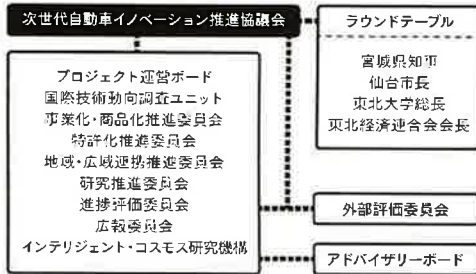 次世代自動車イノベーション推進協議会
プロジェクト運営ボード
国際技術動向調査ユニット
事業化・商品化推進委員会
特許化推進委員会
地域・広域連携推進委員会
研究推進委員会
進捗評価委員会
広報委員会
インテリジェント・コスモス研究機構
ラウンドテーブル
宮城県知事
仙台市長
東北大学総長
東北経済連合会会長
外部評価委員会
アドバイザリーボード